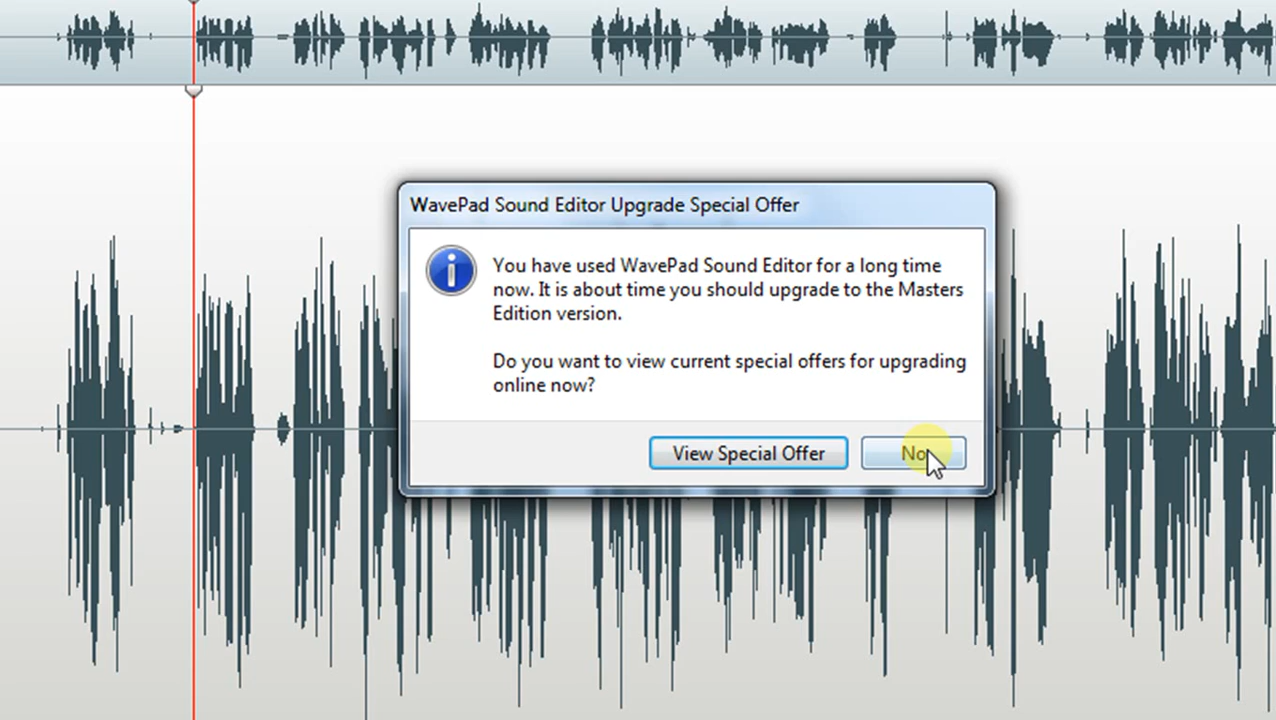 WavePad Sound Editor Upgrade Special Offer
You have used WavePad Sound Editor for a long time
now. It is about time you should upgrade to the Masters
Edition version.
Do you want to view current special offers for upgrading
online now?
View Special Offer
No